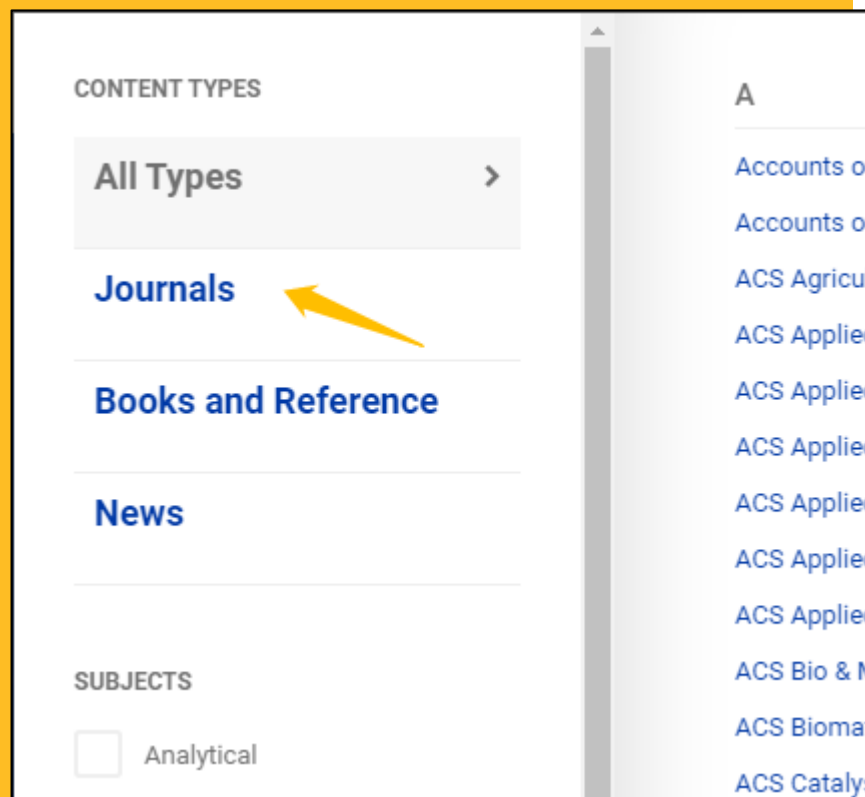 CONTENT TYPES
All Types
Journals
Books and Reference
News
SUBJECTS
Analytical
A
Accounts
Accounts
ACS
ACS
ACS
ACS
ACS
ACS
ACS
ACS Bio &
ACS
ACS